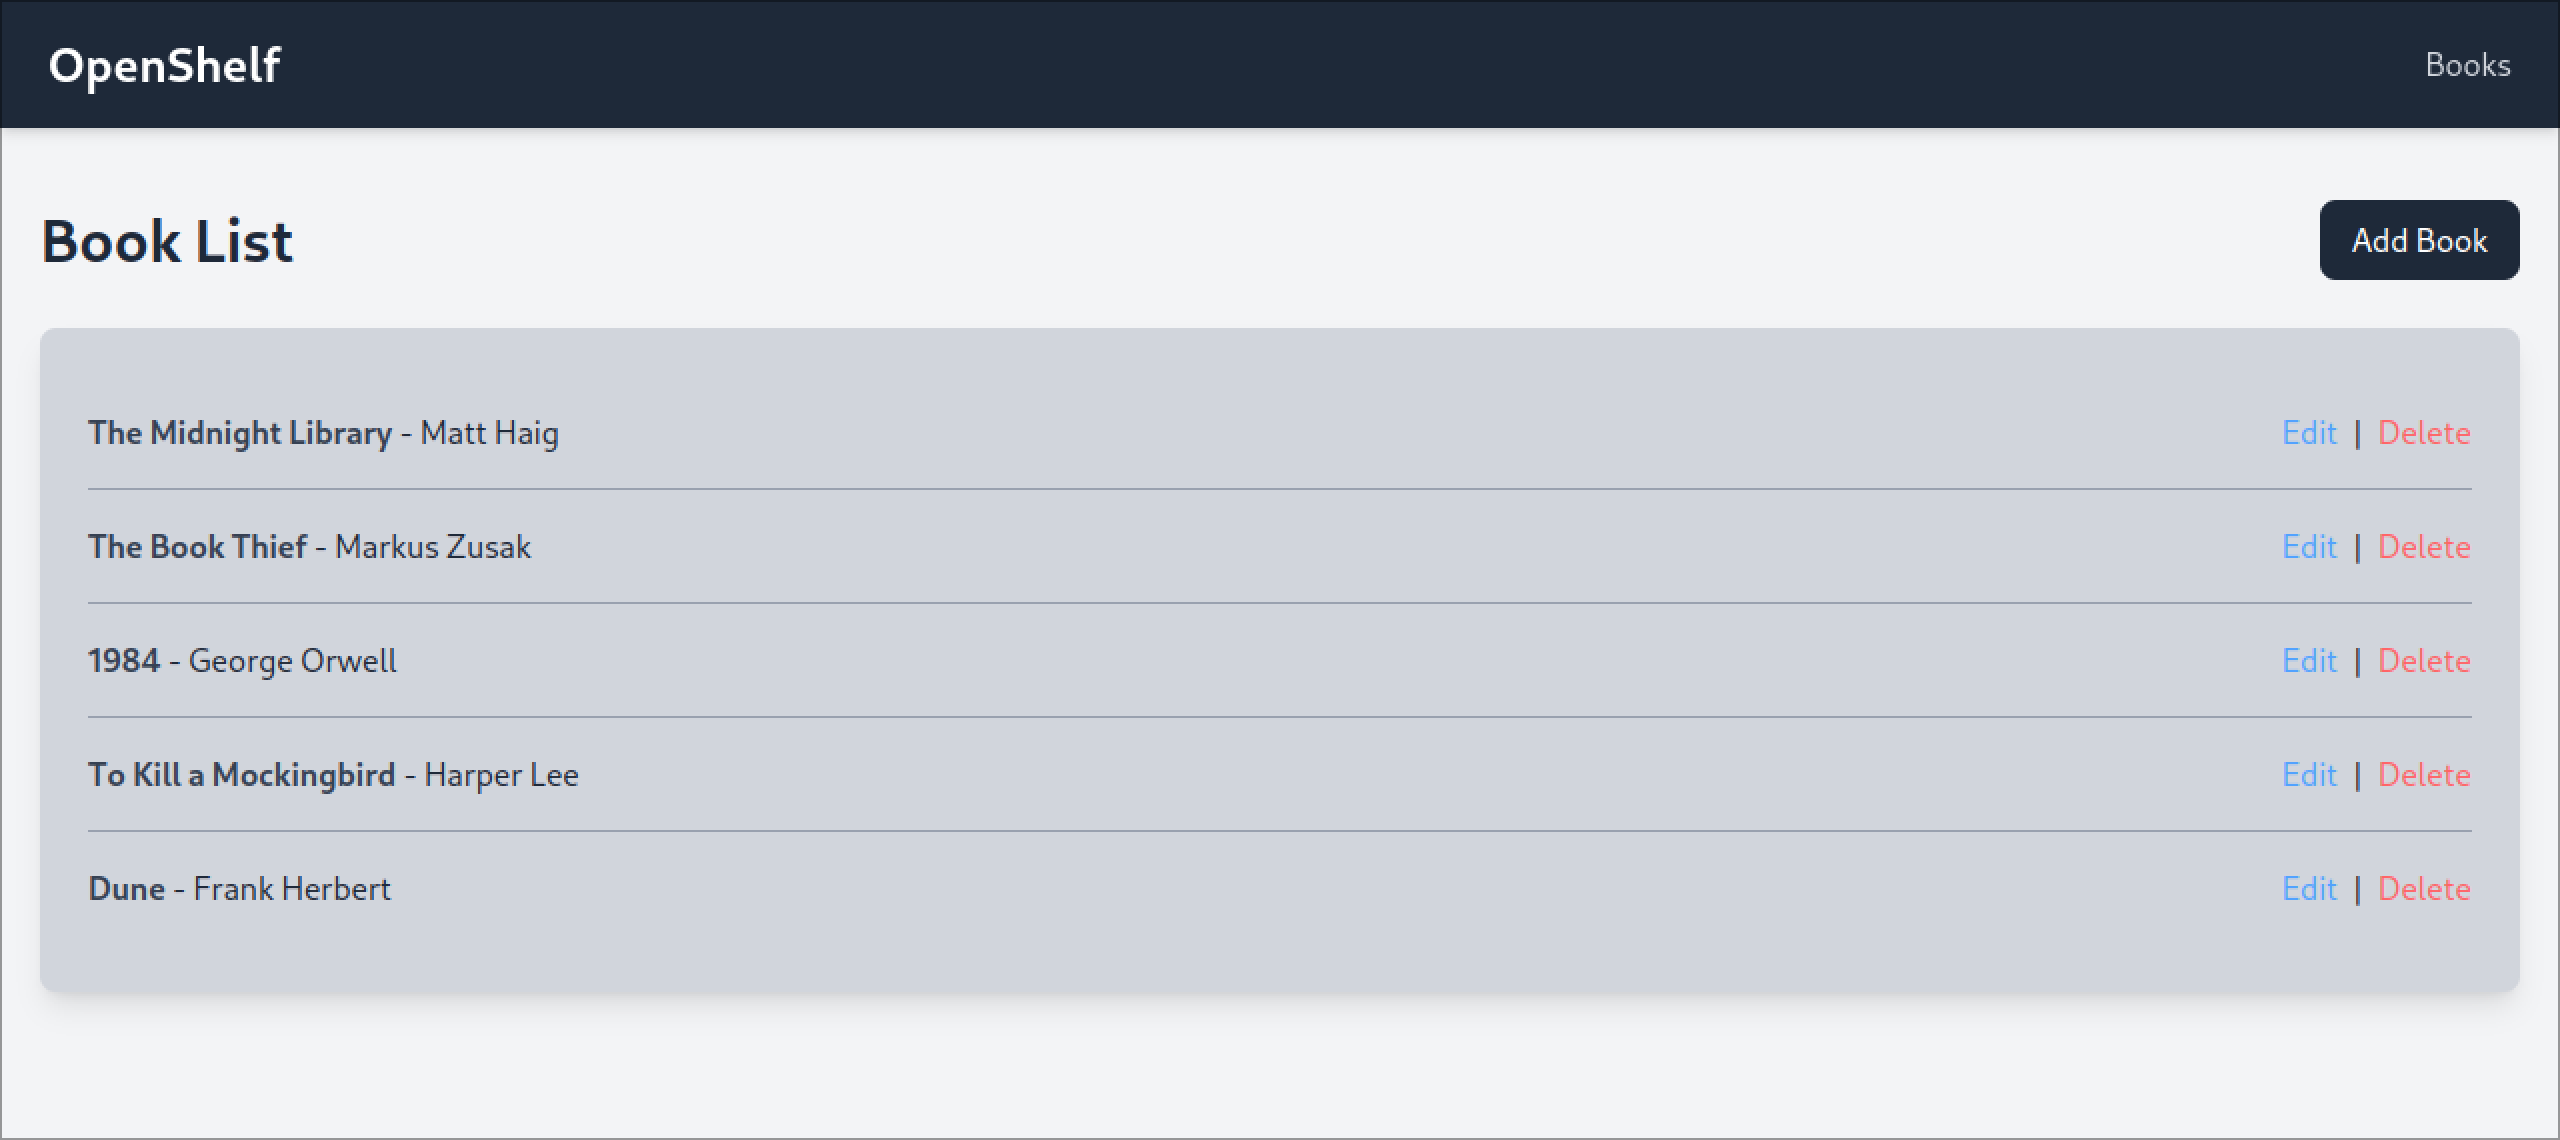 OpenShelf Books
Book List Add Book
The Midnight Library - Matt Haig Edit | Delete
The Book Thief - Markus Zusak Edit | Delete
1984 - George Orwell Edit | Delete
To Kill a Mockingbird - Harper Lee Edit | Delete
Dune - Frank Herbert Edit | Delete